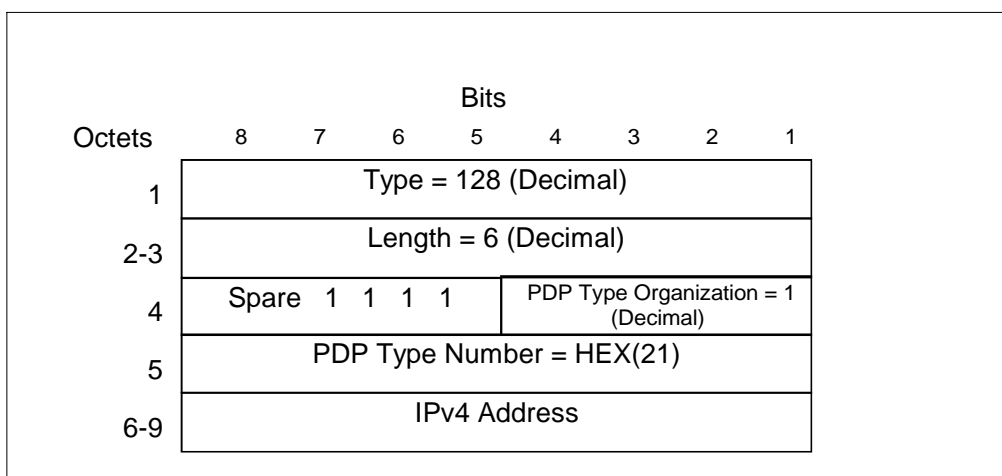 Bits
Octets 8 7 6 5 4 3 2 1
1 Type = 128 (Decimal)
2-3 Length = 6 (Decimal)
4 Spare 1 1 1 1 PDP Type Organization = 1
(Decimal)
5 PDP Type Number = HEX(21)
6-9 IPv4 Address